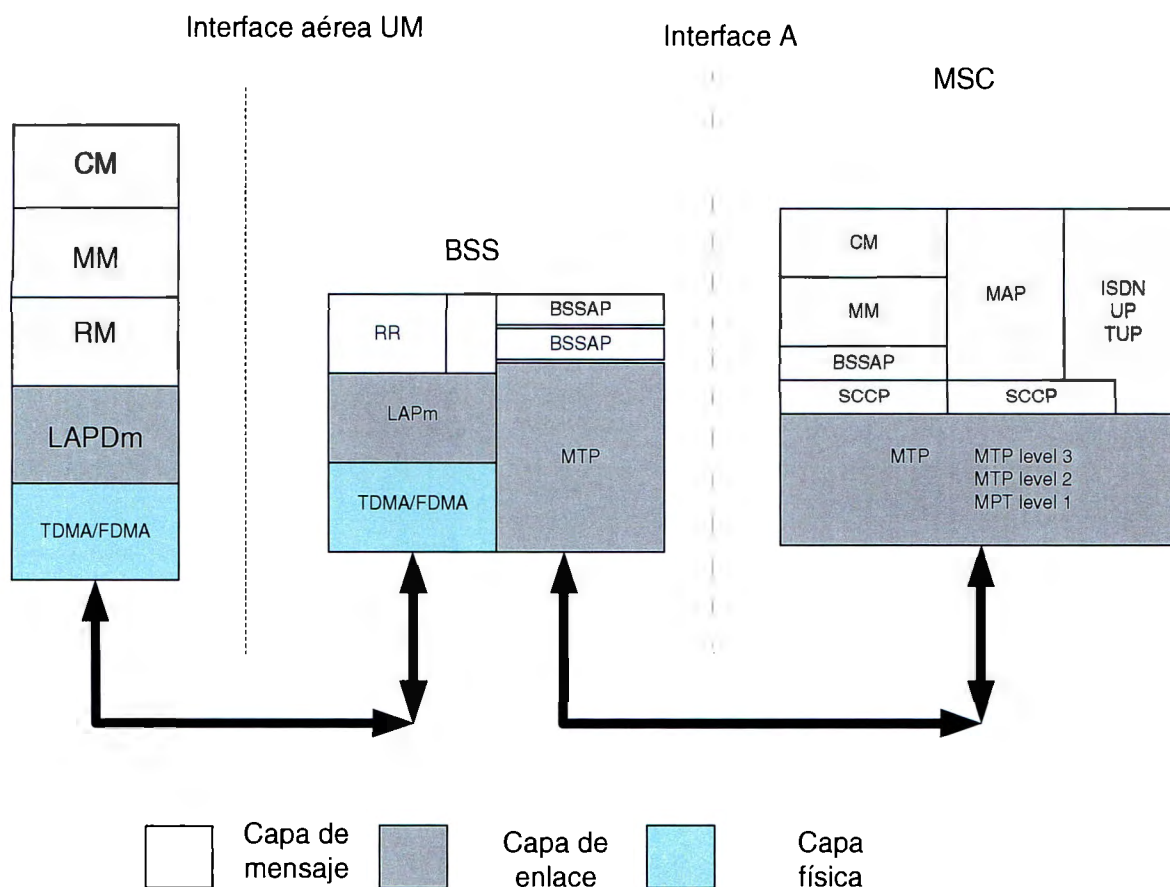 Interface aérea UM
Interface A
MSC
CM
MM
RM
LAPDm
TDMA/FDMA
BSS
RR
BSSAP
BSSAP
LAPm
MTP
TDMA/FDMA
CM
MM
BSSAP
SCCP
MAP
SCCP
ISDN
UP
TUP
MTP
MTP level 3
MTP level 2
MPT level 1
Capa de
mensaje
Capa de
enlace
Capa
física